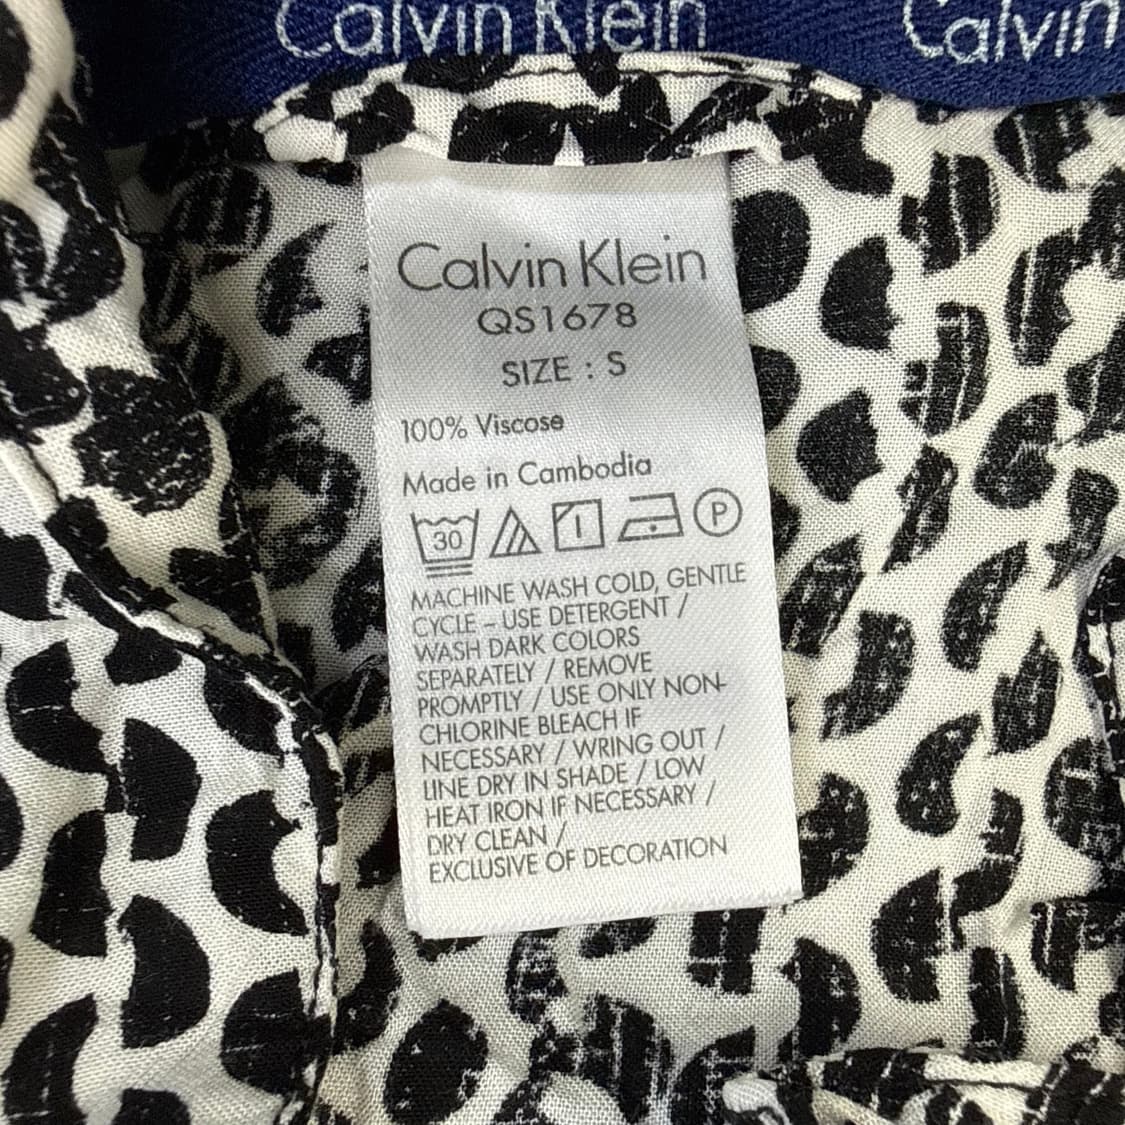 Calvin Klein Calvin
Calvin Klein
QS1678
SIZE : S
100% Viscose
Made in Cambodia
30 P
MACHINE WASH COLD, GENTLE
CYCLE – USE DETERGENT /
WASH DARK COLORS
SEPARATELY / REMOVE
PROMPTLY / USE ONLY NON-
CHLORINE BLEACH IF
NECESSARY / WRING OUT /
LINE DRY IN SHADE / LOW
HEAT IRON IF NECESSARY /
DRY CLEAN /
EXCLUSIVE OF DECORATION